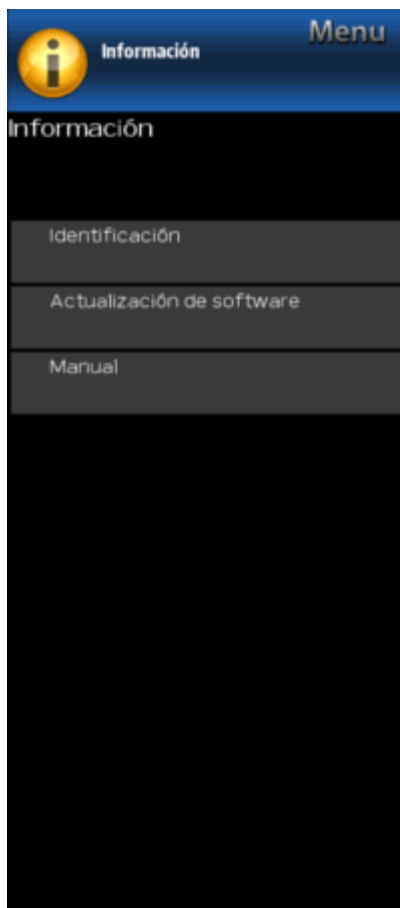 Menu
Información
Información
Identificación
Actualización de software
Manual